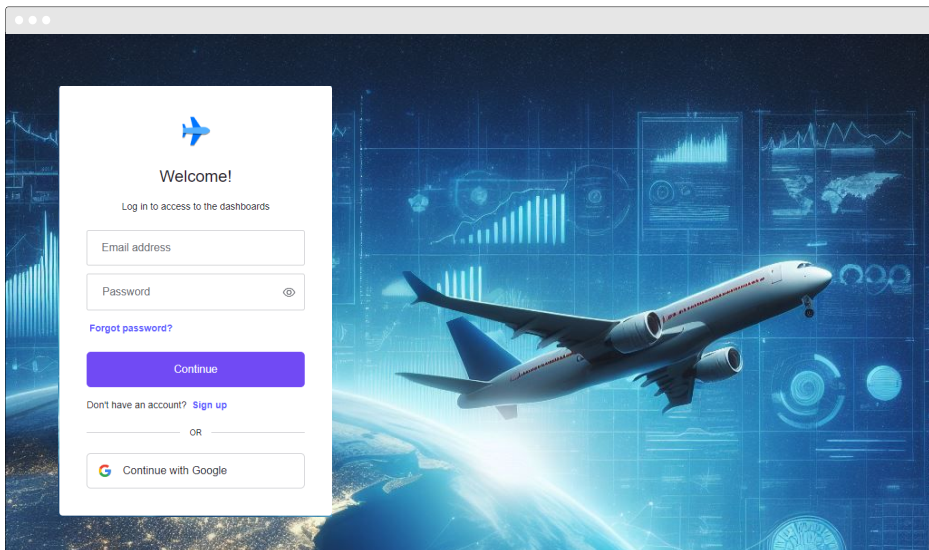 Welcome!
Log in to access to the dashboards
Email address
Password
Forgot password?
Continue
Don't have an account? Sign up
OR
Continue with Google